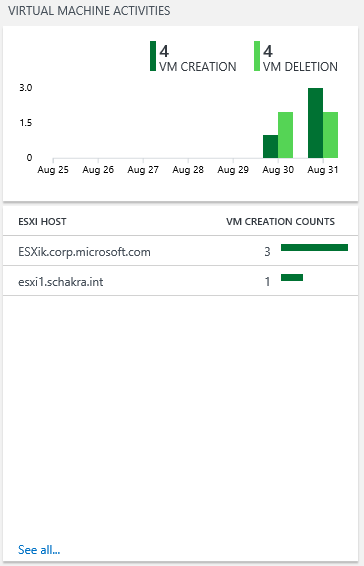 VIRTUAL MACHINE ACTIVITIES
4 4
VM CREATION VM DELETION
3.0
1.5
0
Aug 25 Aug 26 Aug 27 Aug 28 Aug 29 Aug 30 Aug 31
ESXI HOST VM CREATION COUNTS
ESXik.corp.microsoft.com 3
esxi1.schakra.int 1
See all...